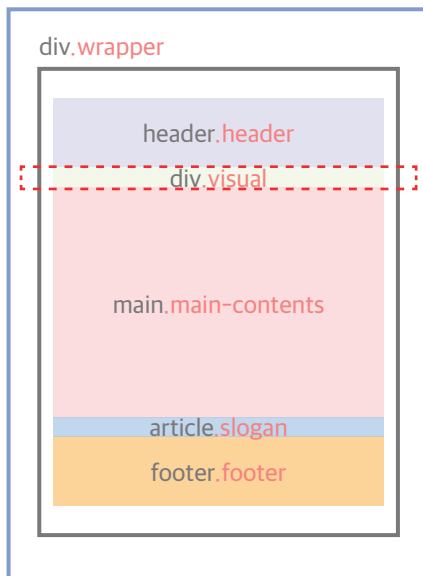 div.wrapper
header.header
div.visual
main.main-contents
article.slogan
footer.footer